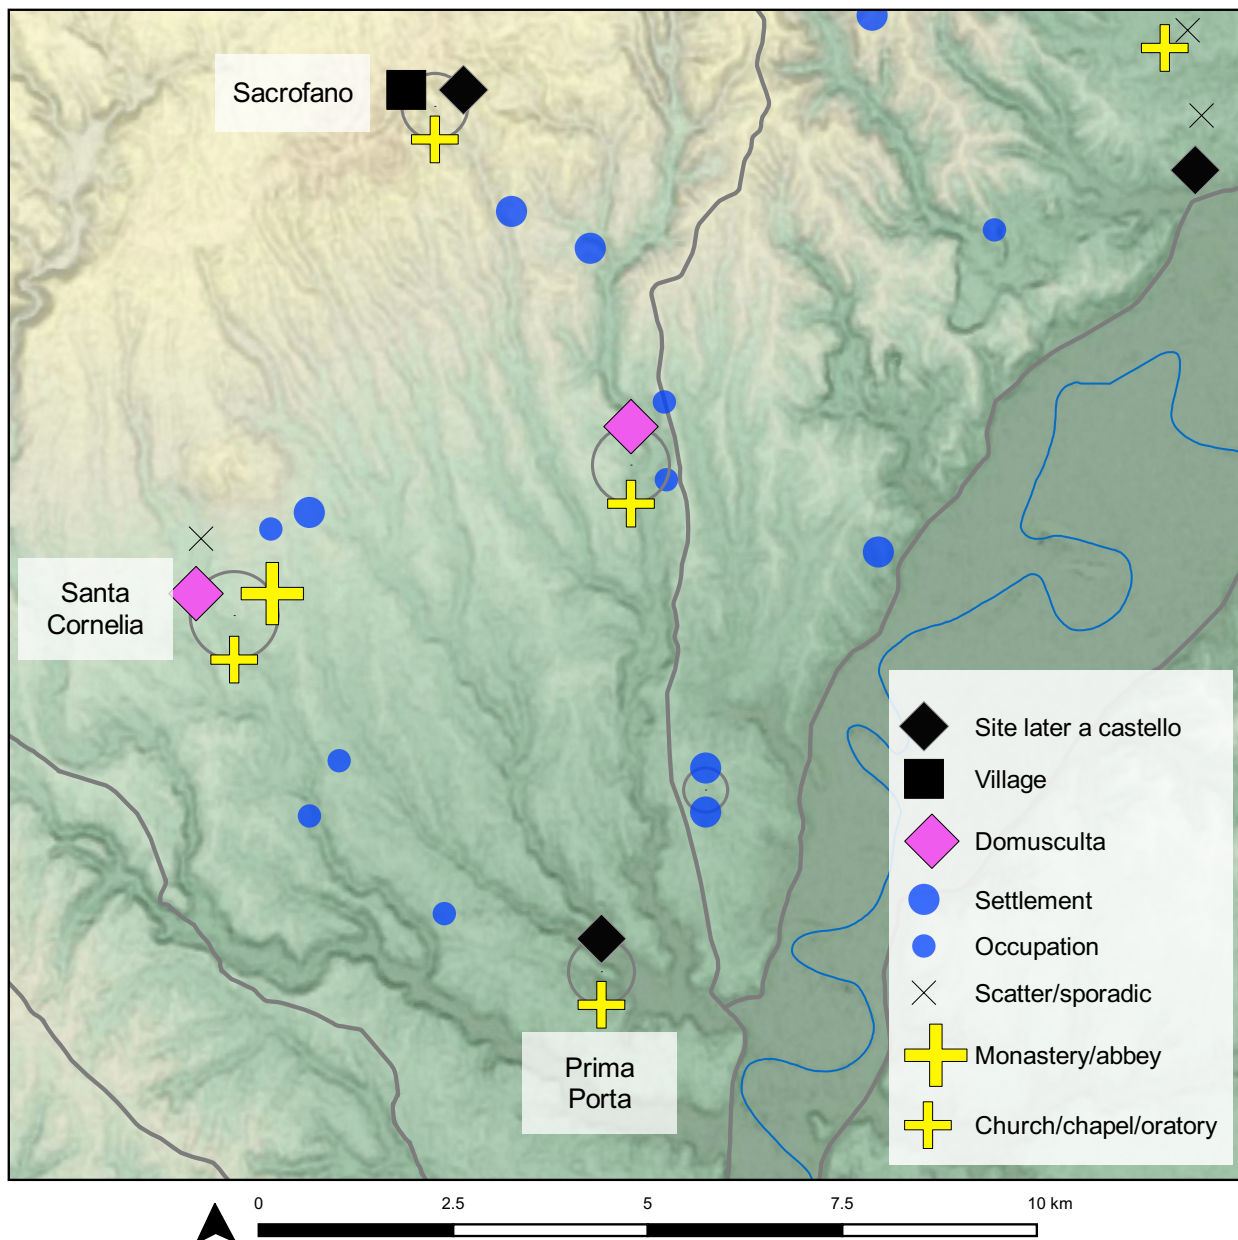 Sacrofano
Santa
Cornelia
Prima
Porta
Site later a castello
Village
Domusculta
Settlement
Occupation
Scatter/sporadic
Monastery/abbey
Church/chapel/oratory
0 2.5 5 7.5 10 km